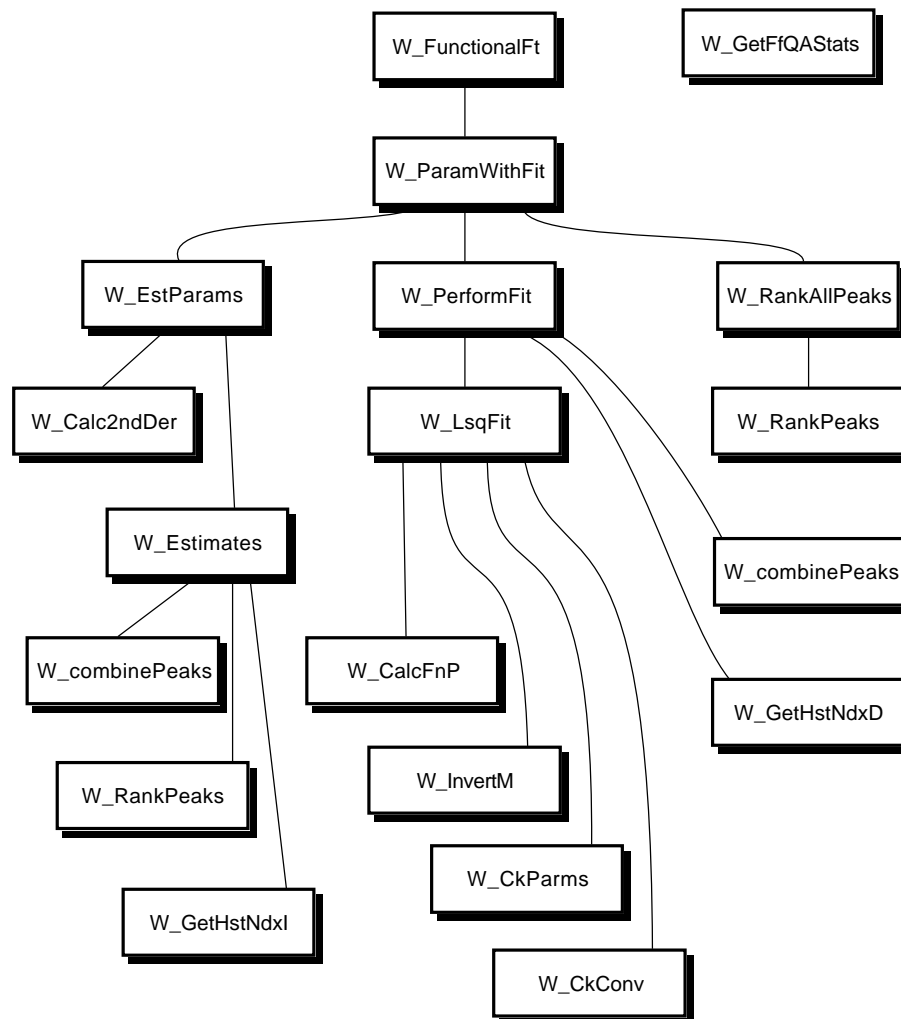 W_FunctionalFt
W_GetFfQAStats
W_ParamWithFit
W_EstParams
W_PerformFit
W_RankAllPeaks
W_Calc2ndDer
W_LsqFit
W_RankPeaks
W_Estimates
W_combinePeaks
W_combinePeaks
W_CalcFnP
W_GetHstNdxD
W_InvertM
W_RankPeaks
W_CkParms
W_GetHstNdxI
W_CkConv